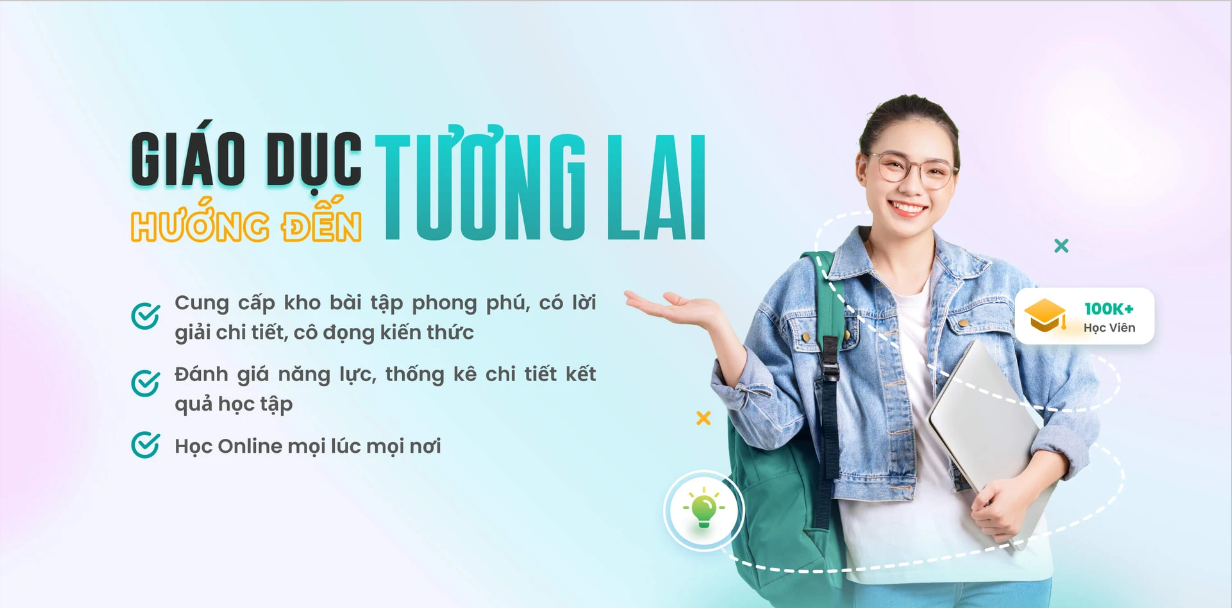 GIÁO DỤC
HƯỚNG ĐẾN
TƯƠNG LAI
Cung cấp kho bài tập phong phú, có lời
giải chi tiết, cô đọng kiến thức
Đánh giá năng lực, thống kê chi tiết kết
quả học tập
Học Online mọi lúc mọi nơi
100K+
Học Viên